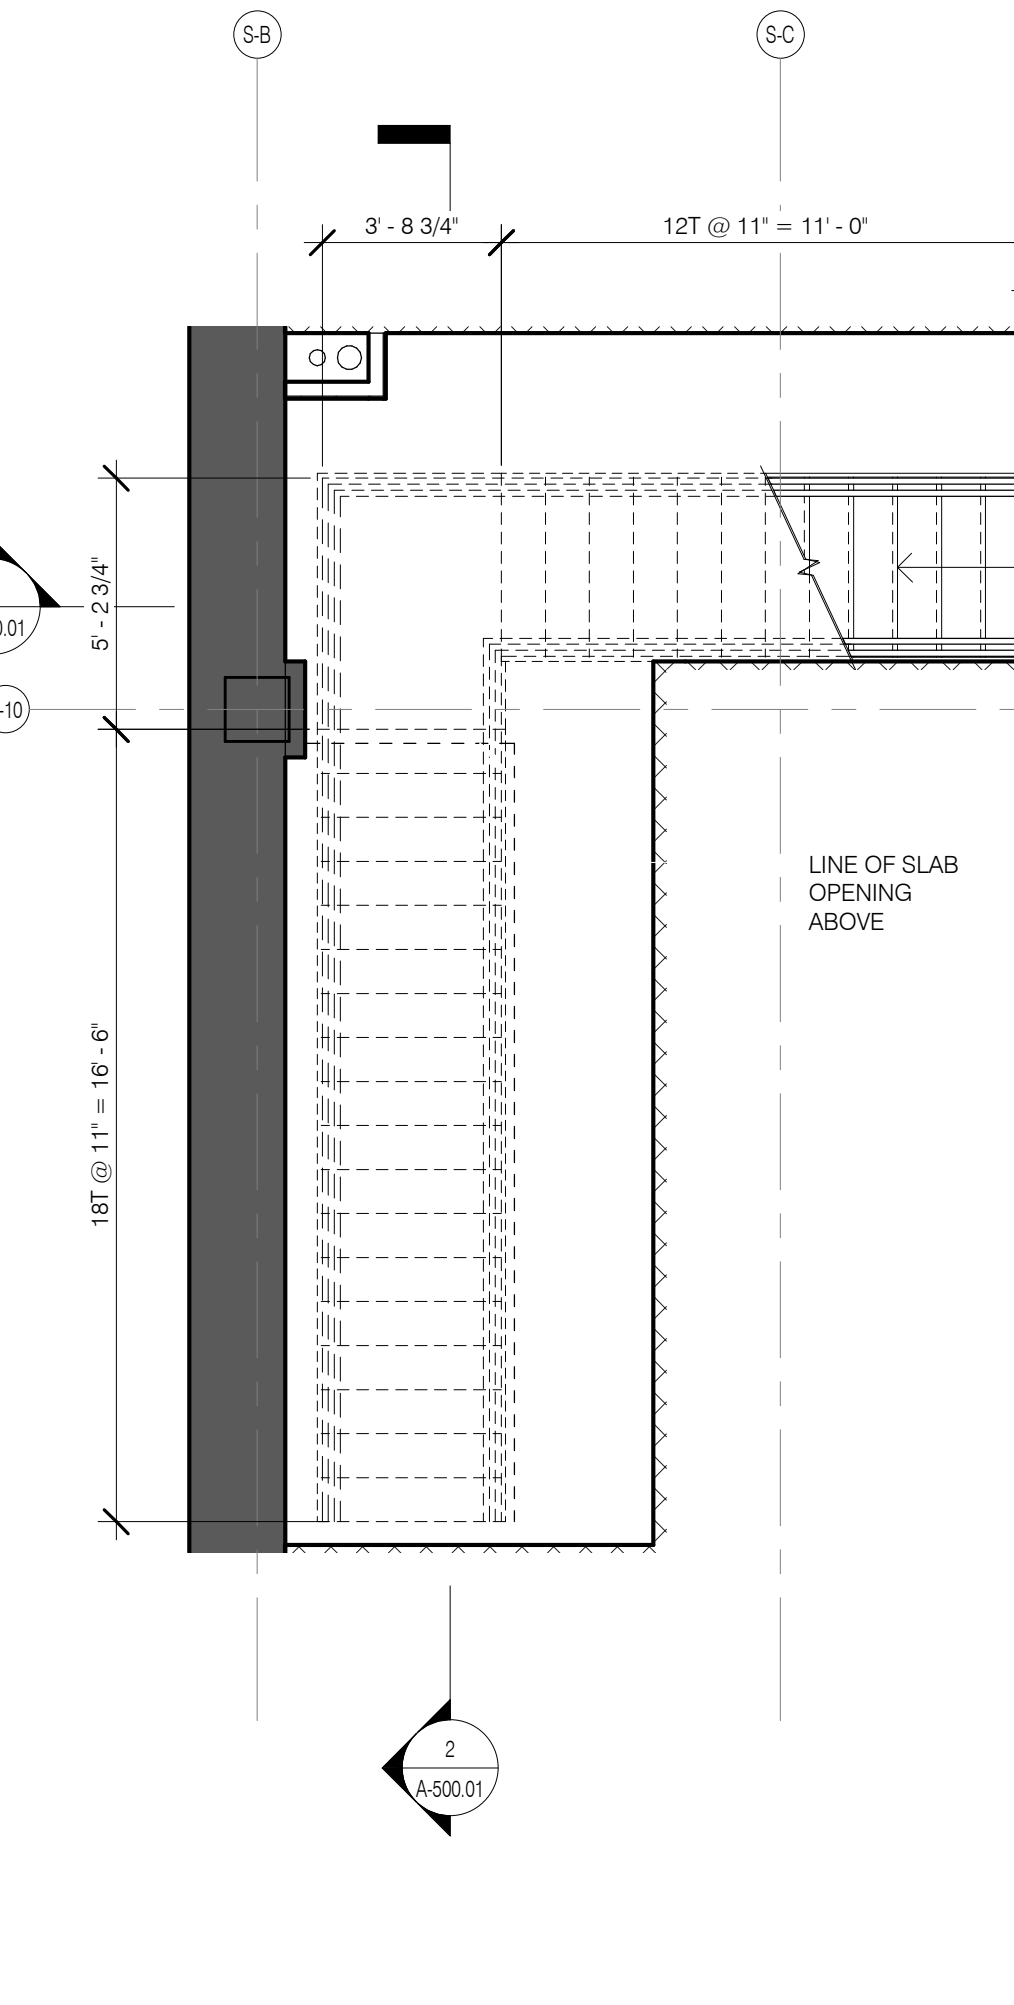 S-B
S-C
3' - 8 3/4"
12T @ 11" = 11' - 0"
5' - 2 3/4"
0.01
-10
LINE OF SLAB
OPENING
ABOVE
18T @ 11" = 16' - 6"
2
A-500.01